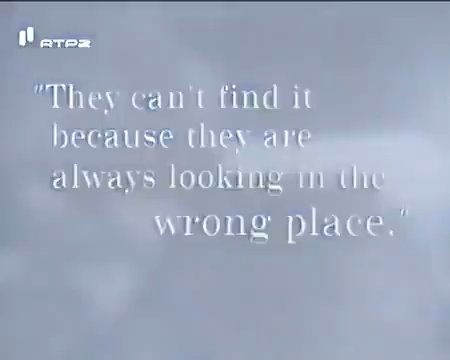 RTP2
"They can't find it
because they are
always looking in the
wrong place."